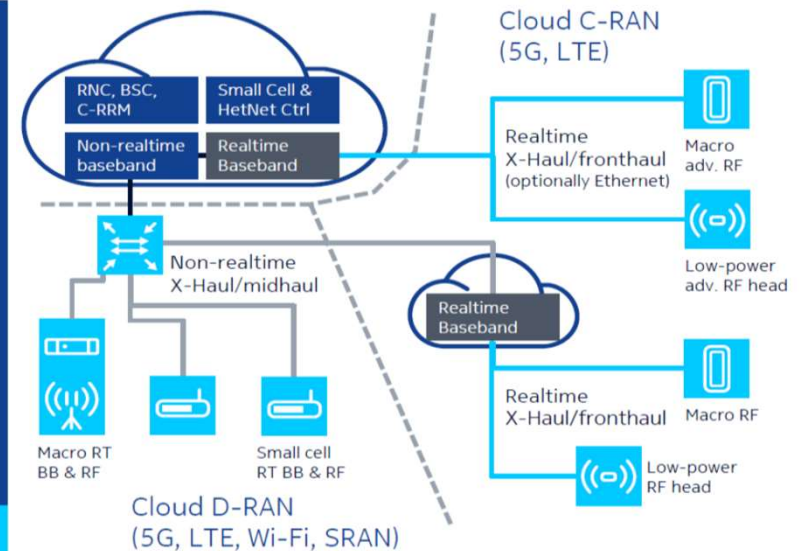 Cloud C-RAN
(5G, LTE)
RNC, BSC,
C-RRM
Small Cell &
HetNet Ctrl
Non-realtime
baseband
Realtime
Baseband
Realtime
X-Haul/fronthaul
(optionally Ethernet)
Macro
adv. RF
Low-power
adv. RF head
Non-realtime
X-Haul/midhaul
Realtime
Baseband
Realtime
X-Haul/fronthaul
Macro RF
Low-power
RF head
Macro RT
BB & RF
Small cell
RT BB & RF
Cloud D-RAN
(5G, LTE, Wi-Fi, SRAN)